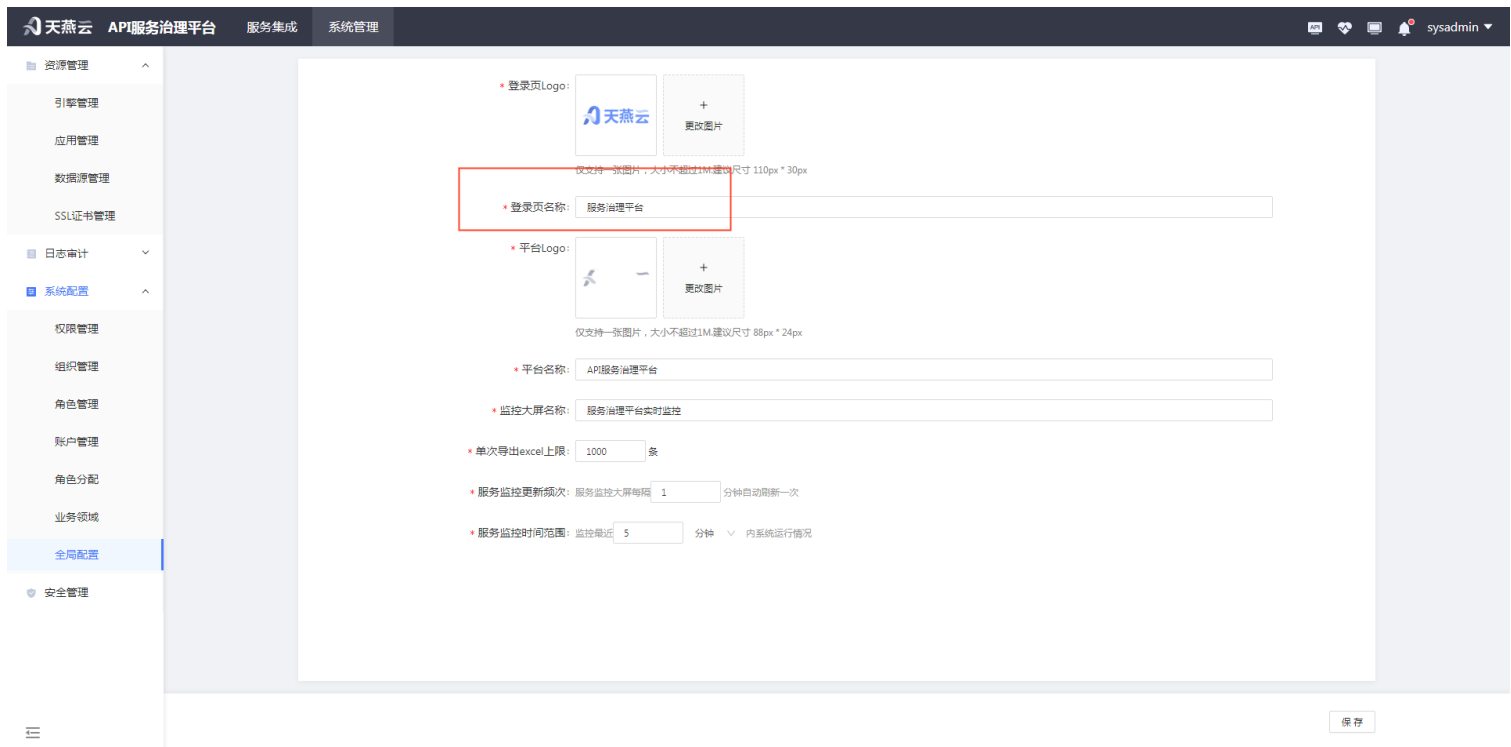 天燕云 API服务治理平台 服务集成 系统管理 API sysadmin
资源管理
引擎管理
应用管理
数据源管理
SSL证书管理
日志审计
系统配置
权限管理
组织管理
角色管理
账户管理
角色分配
业务领域
全局配置
安全管理
* 登录页Logo:
天燕云
+
更改图片
仅支持一张图片，大小不超过1M.建议尺寸 110px * 30px
* 登录页名称: 服务治理平台
* 平台Logo:
+
更改图片
仅支持一张图片，大小不超过1M.建议尺寸 88px * 24px
* 平台名称: API服务治理平台
* 监控大屏名称: 服务治理平台实时监控
* 单次导出excel上限: 1000 条
* 服务监控更新频次: 服务监控大屏每隔 1 分钟自动刷新一次
* 服务监控时间范围: 监控最近 5 分钟 内系统运行情况
保存